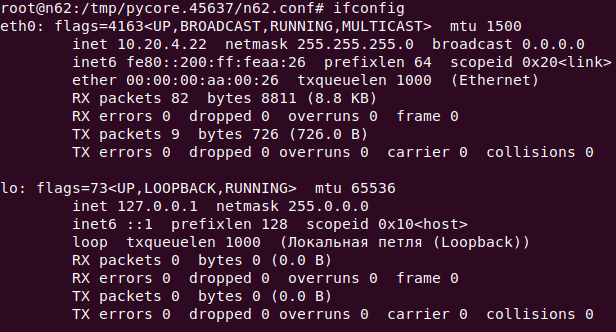 root@n62:/tmp/pycore.45637/n62.conf# ifconfig
eth0: flags=4163<UP,BROADCAST,RUNNING,MULTICAST>  mtu 1500
        inet 10.20.4.22  netmask 255.255.255.0  broadcast 0.0.0.0
        inet6 fe80::200:ff:feaa:26  prefixlen 64  scopeid 0x20<link>
        ether 00:00:00:aa:00:26  txqueuelen 1000  (Ethernet)
        RX packets 82  bytes 8811 (8.8 KB)
        RX errors 0  dropped 0  overruns 0  frame 0
        TX packets 9  bytes 726 (726.0 B)
        TX errors 0  dropped 0 overruns 0  carrier 0  collisions 0
lo: flags=73<UP,LOOPBACK,RUNNING>  mtu 65536
        inet 127.0.0.1  netmask 255.0.0.0
        inet6 ::1  prefixlen 128  scopeid 0x10<host>
        loop  txqueuelen 1000  (Локальная петля (Loopback))
        RX packets 0  bytes 0 (0.0 B)
        RX errors 0  dropped 0  overruns 0  frame 0
        TX packets 0  bytes 0 (0.0 B)
        TX errors 0  dropped 0 overruns 0  carrier 0  collisions 0